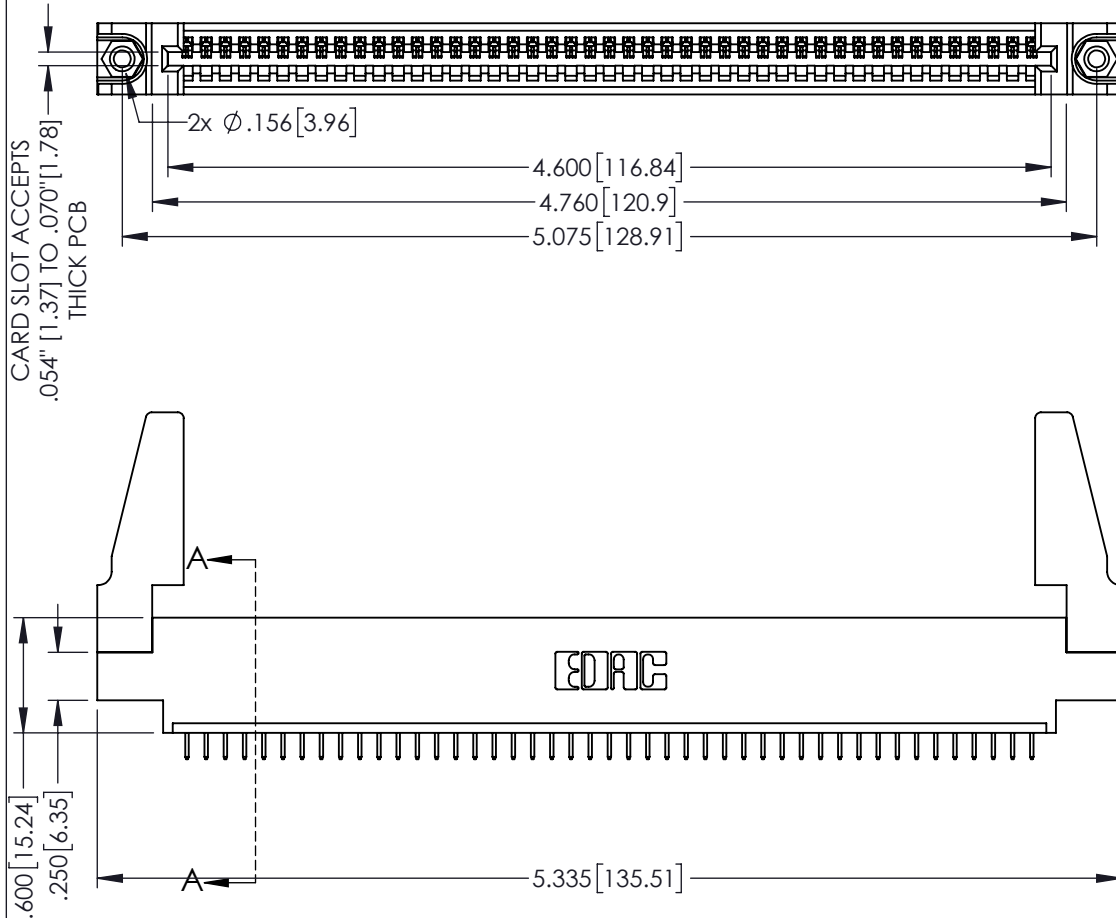 2x Ø.156[3.96]
4.600[116.84]
4.760[120.9]
5.075[128.91]
CARD SLOT ACCEPTS
.054" [1.37] TO .070"[1.78]
THICK PCB
A
EDAC
.600[15.24]
.250[6.35]
A
5.335[135.51]